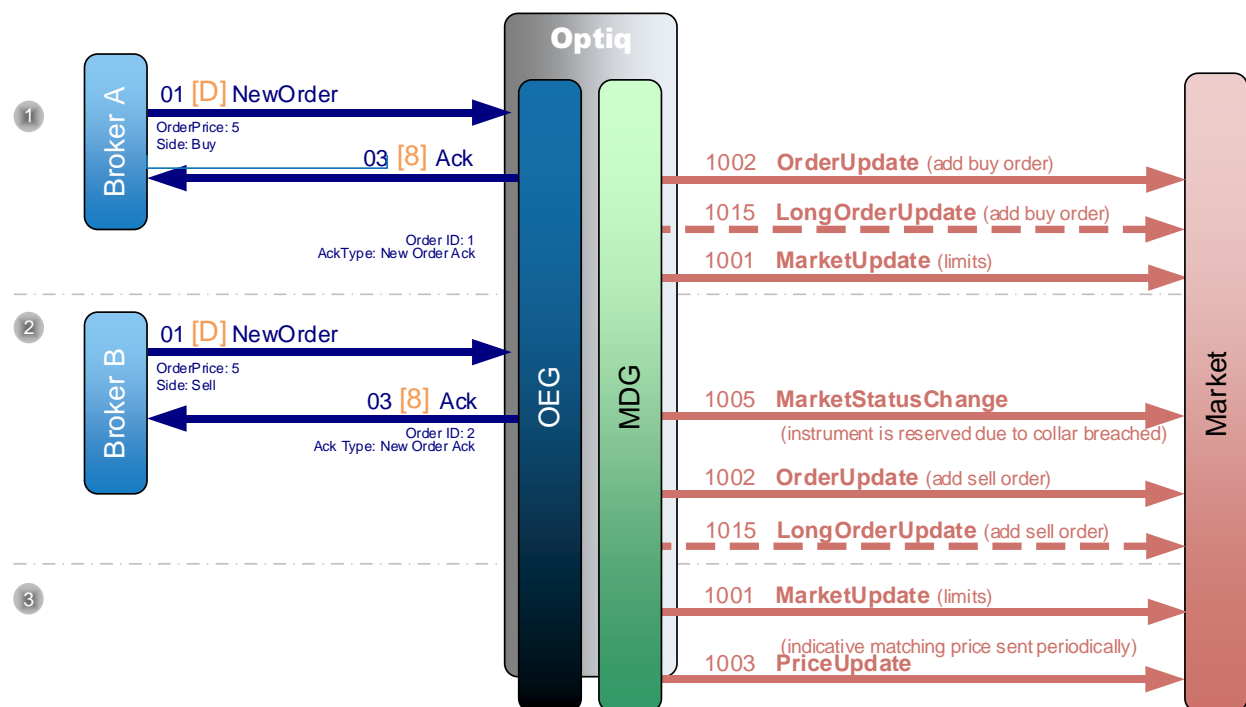 Optiq
1
Broker A
01 [D] NewOrder
OrderPrice: 5
Side: Buy
03 [8] Ack
Order ID: 1
AckType: New Order Ack
1002 OrderUpdate (add buy order)
1015 LongOrderUpdate (add buy order)
1001 MarketUpdate (limits)
2
Broker B
01 [D] NewOrder
OrderPrice: 5
Side: Sell
03 [8] Ack
Order ID: 2
Ack Type: New Order Ack
OEG
MDG
Market
1005 MarketStatusChange
(instrument is reserved due to collar breached)
1002 OrderUpdate (add sell order)
1015 LongOrderUpdate (add sell order)
3
1001 MarketUpdate (limits)
(indicative matching price sent periodically)
1003 PriceUpdate